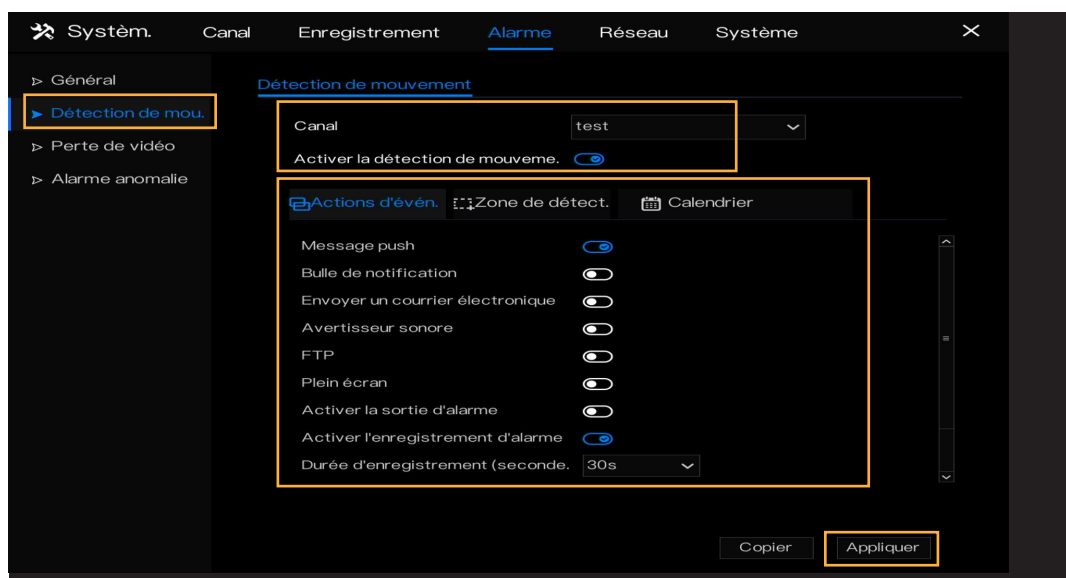 Systèm. Canal Enregistrement Alarme Réseau Système
Général
Détection de mou.
Perte de vidéo
Alarme anomalie
Détection de mouvement
Canal test
Activer la détection de mouveme.
Actions d'évén. Zone de détect. Calendrier
Message push
Bulle de notification
Envoyer un courrier électronique
Avertisseur sonore
FTP
Plein écran
Activer la sortie d'alarme
Activer l'enregistrement d'alarme
Durée d'enregistrement (seconde. 30s
Copier Appliquer